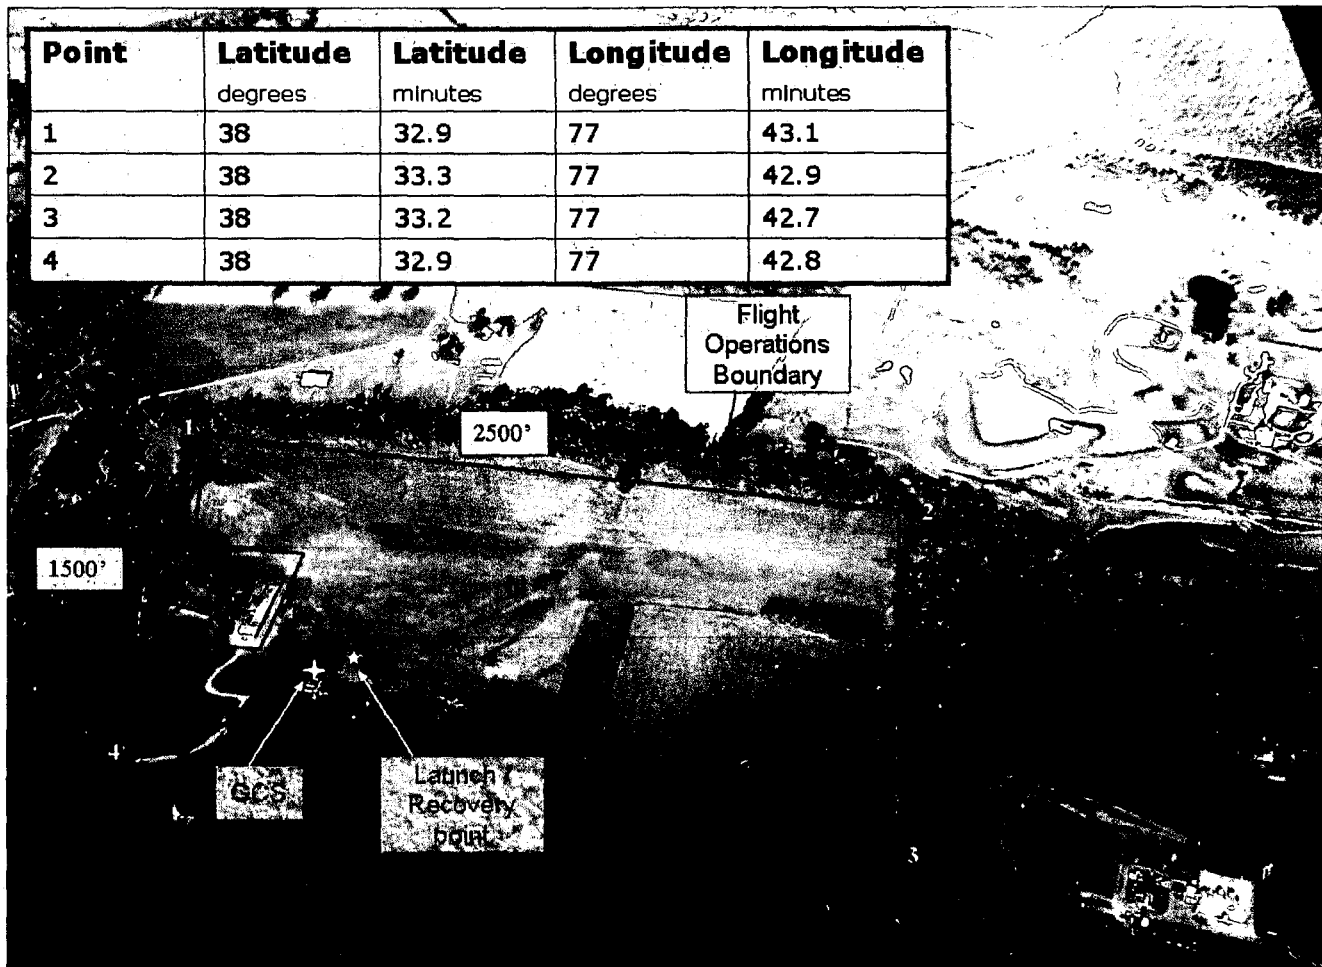 Point Latitude Latitude Longitude Longitude
degrees minutes degrees minutes
1 38 32.9 77 43.1
2 38 33.3 77 42.9
3 38 33.2 77 42.7
4 38 32.9 77 42.8
Flight
Operations
Boundary
1
2500'
2
1500'
4
GCS
Launch /
Recovery
point
3